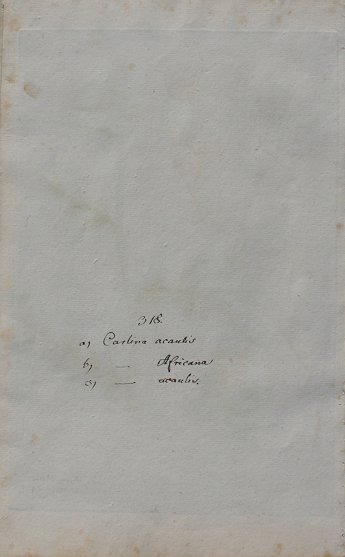 318.
a) Carlina acaulis
b) — Africana
c) — acaulis.